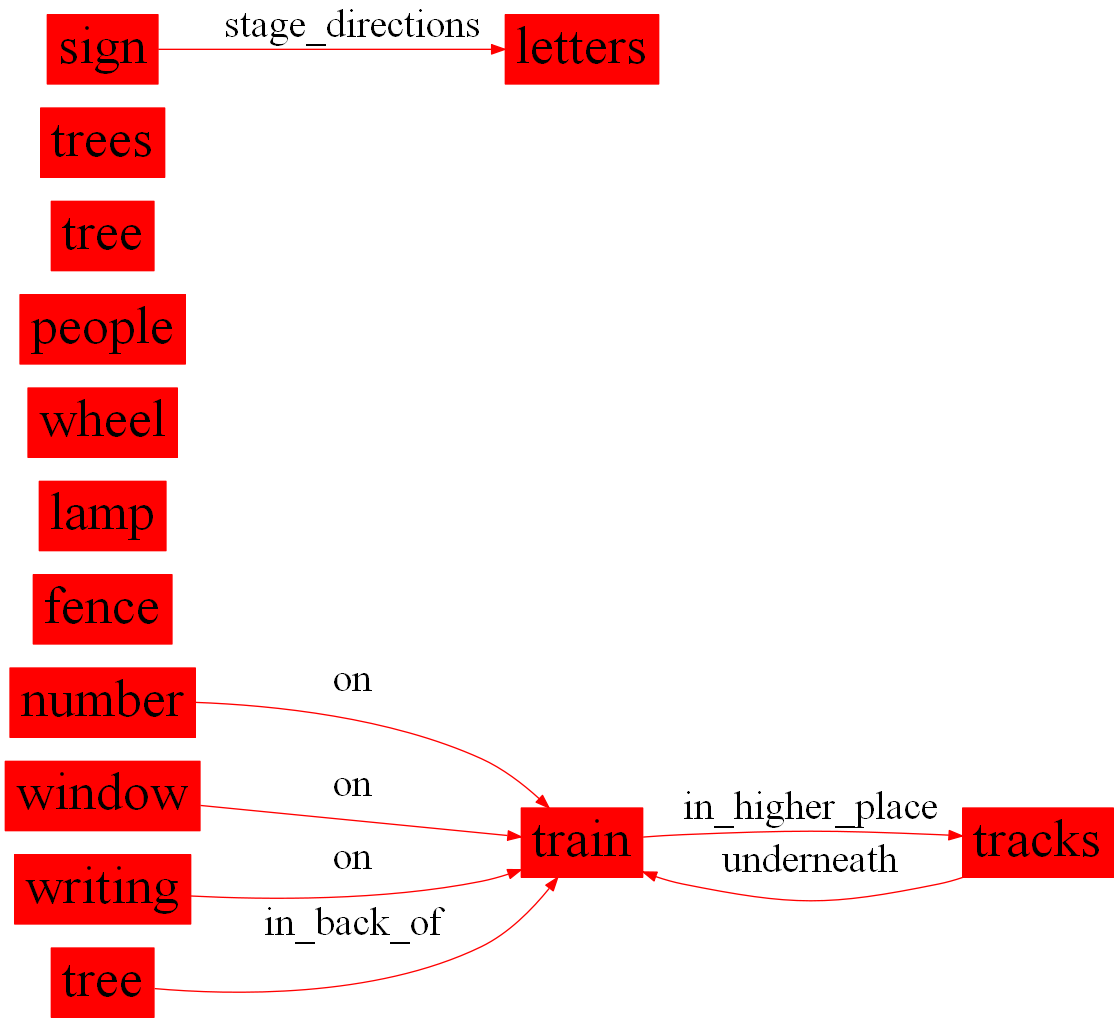 sign stage_directions letters
trees
tree
people
wheel
lamp
fence
number on
window on
train in_higher_place tracks
underneath
writing on
in_back_of
tree